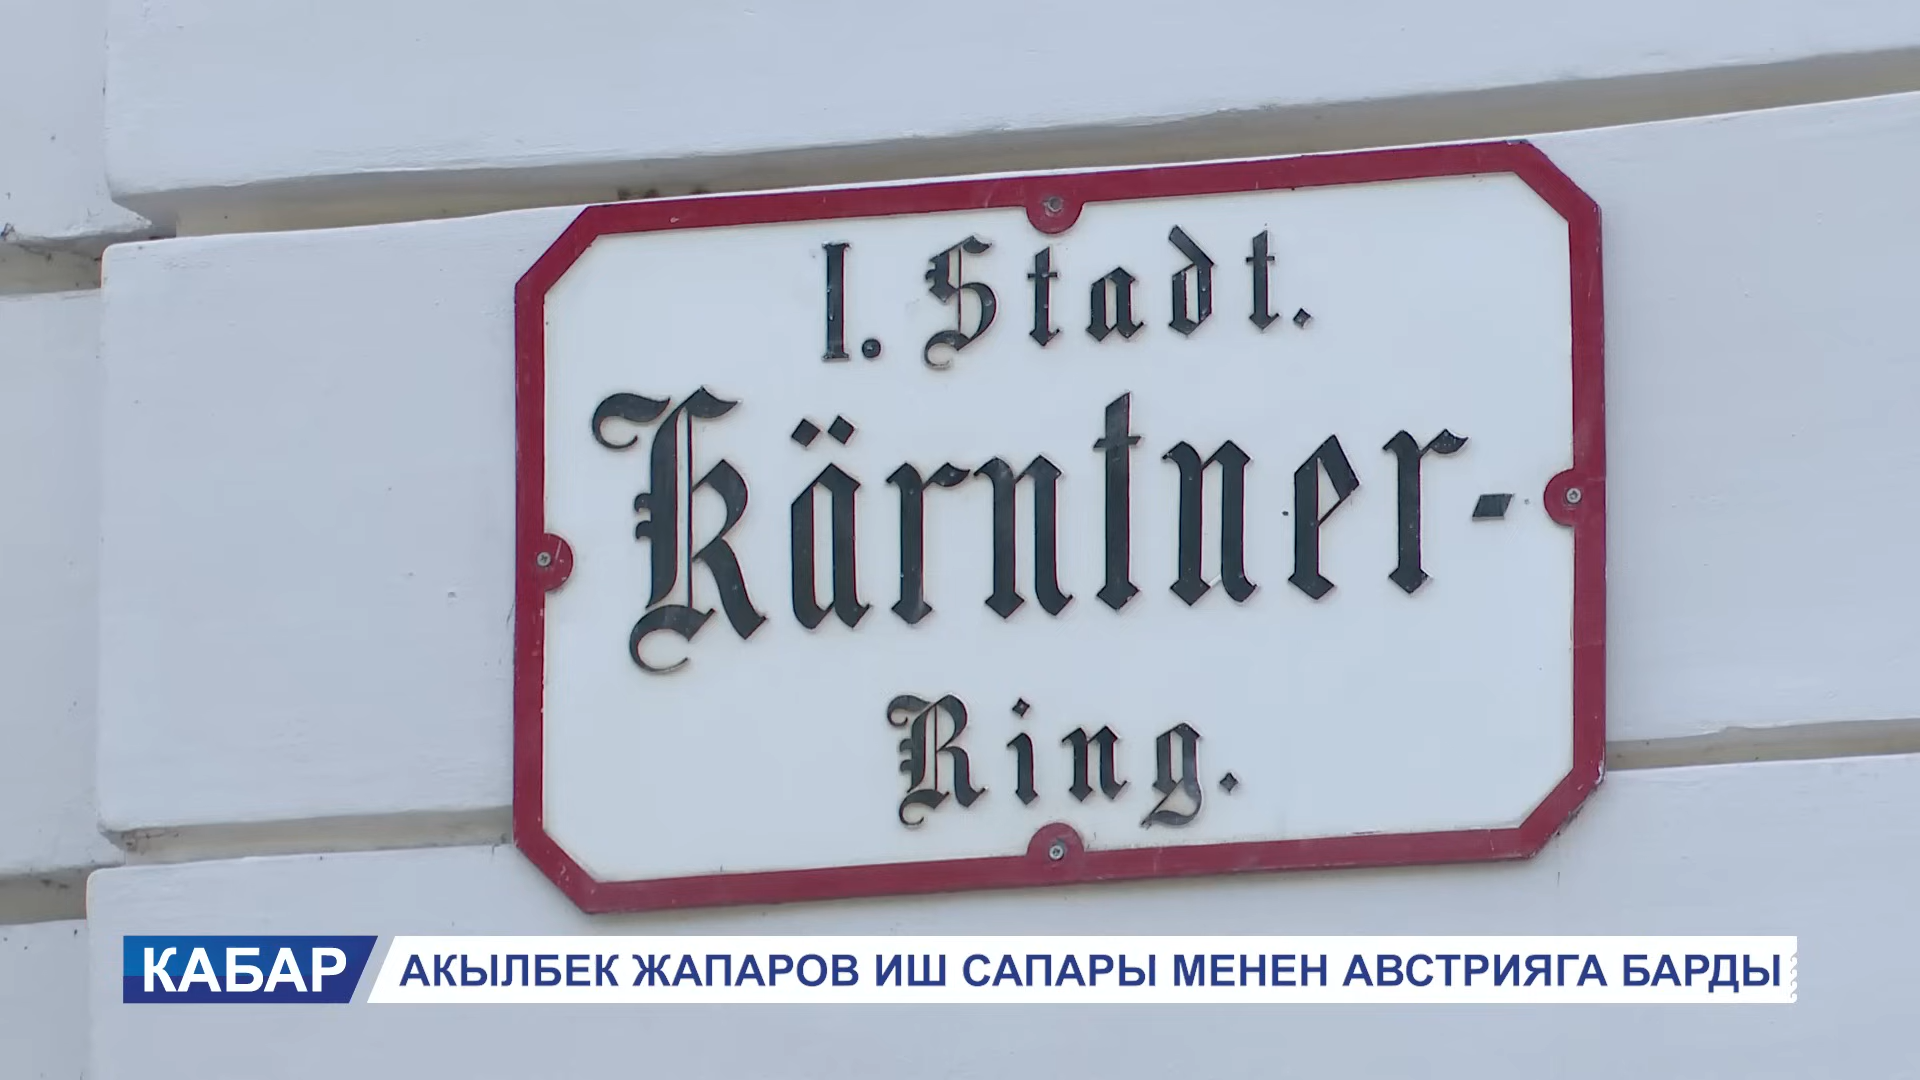 I. Stadt.
Kärntner-
Ring.
КАБАР АКЫЛБЕК ЖАПАРОВ ИШ САПАРЫ МЕНЕН АВСТРИЯГА БАРДЫ